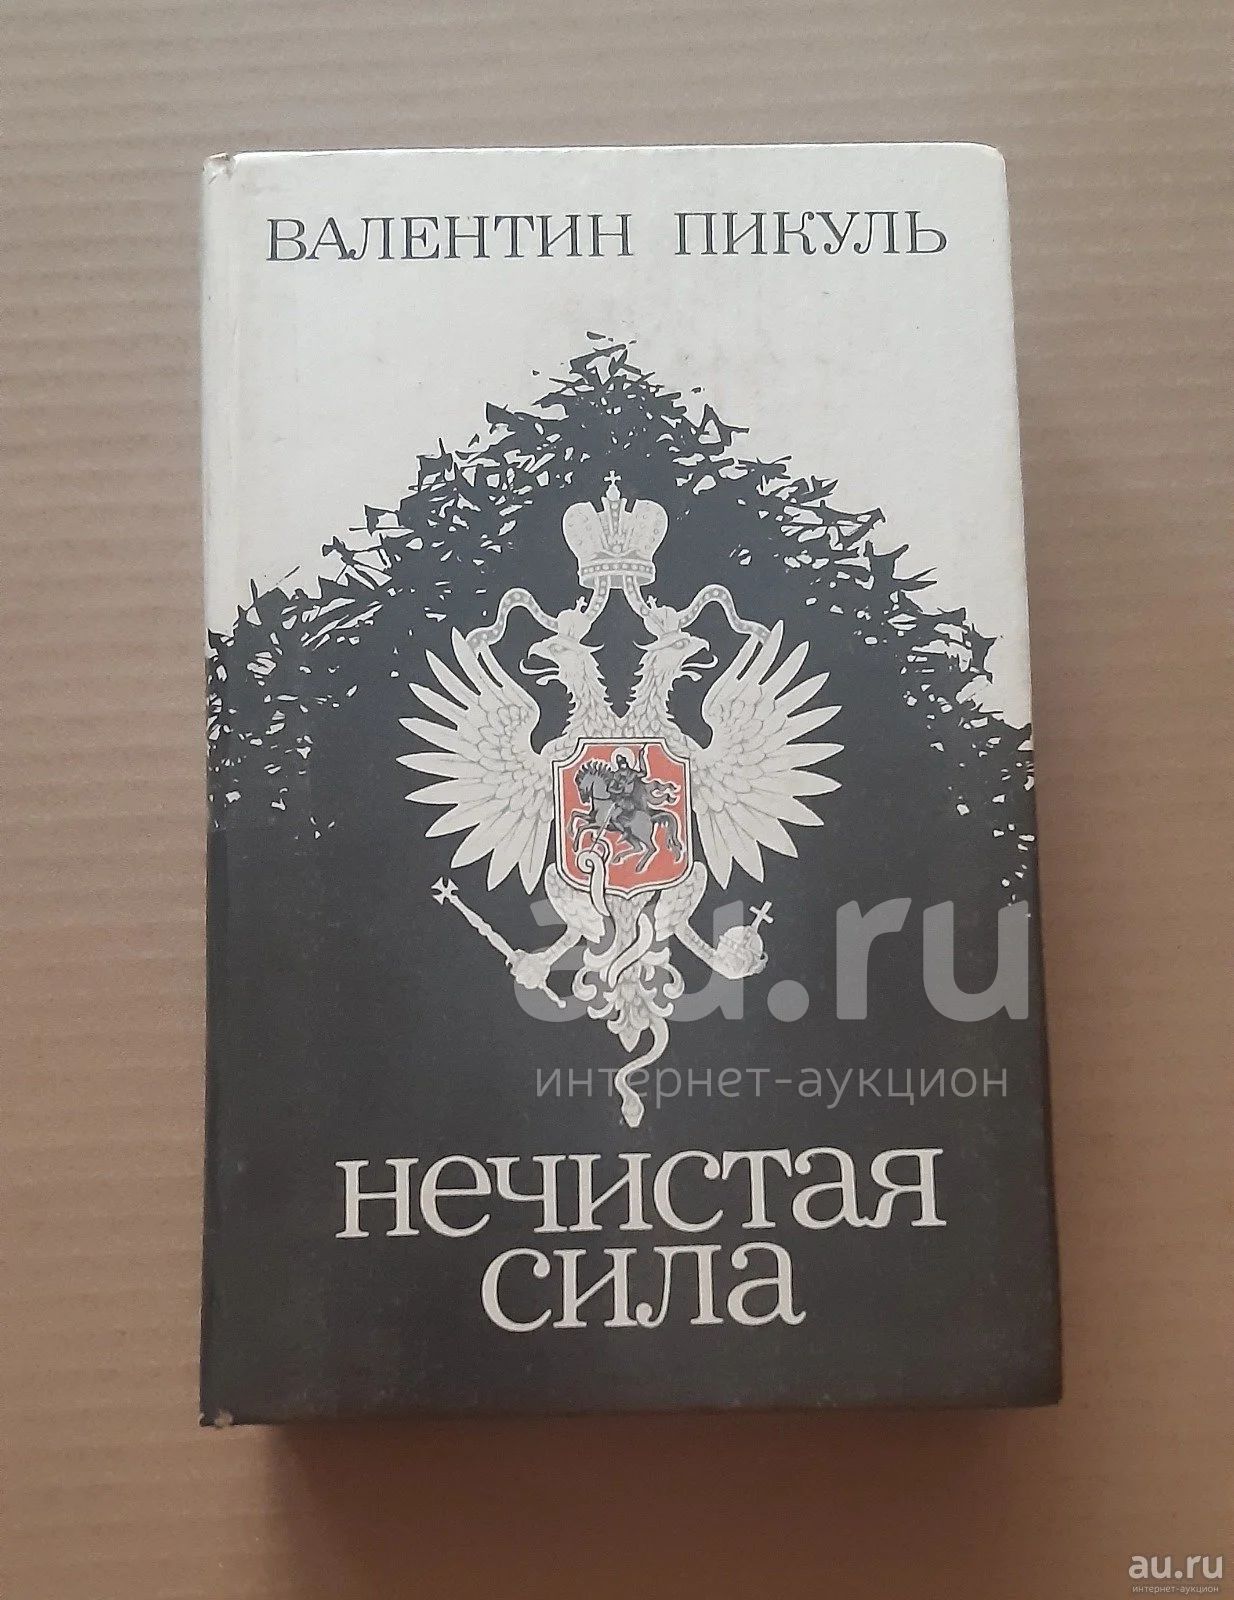 ВАЛЕНТИН ПИКУЛЬ
au.ru
интернет-аукцион
нечистая
сила
au.ru
интернет-аукцион